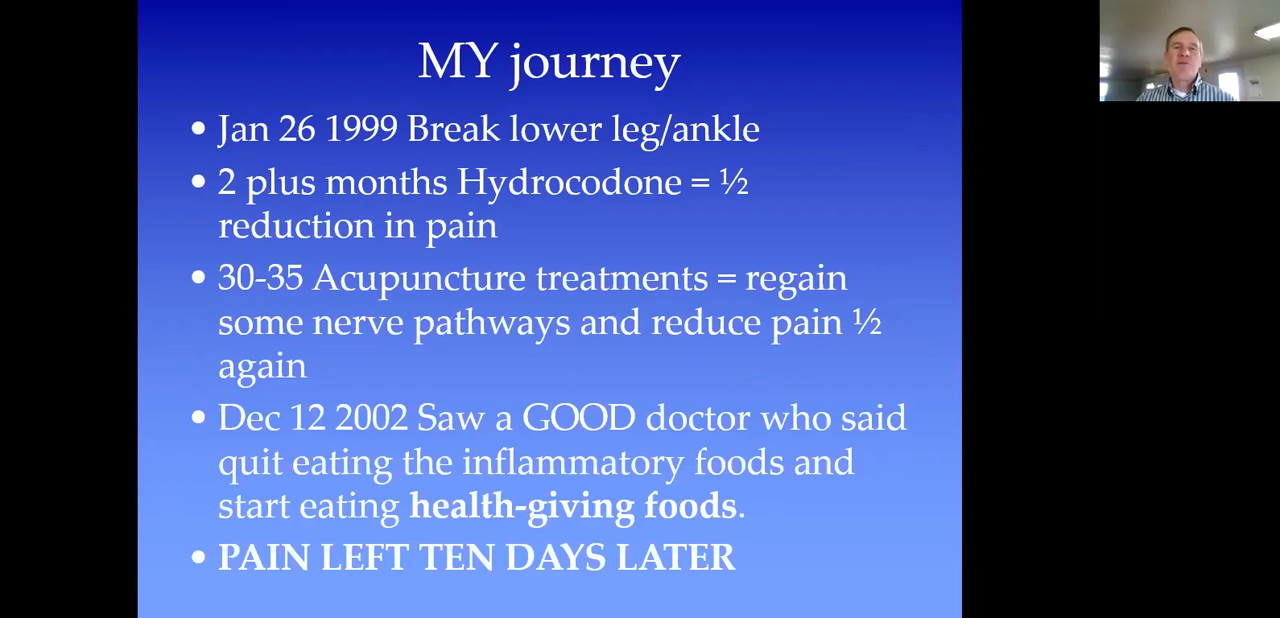 MY journey
• Jan 26 1999 Break lower leg/ankle
• 2 plus months Hydrocodone = ½
reduction in pain
• 30-35 Acupuncture treatments = regain
some nerve pathways and reduce pain ½
again
• Dec 12 2002 Saw a GOOD doctor who said
quit eating the inflammatory foods and
start eating health-giving foods.
• PAIN LEFT TEN DAYS LATER